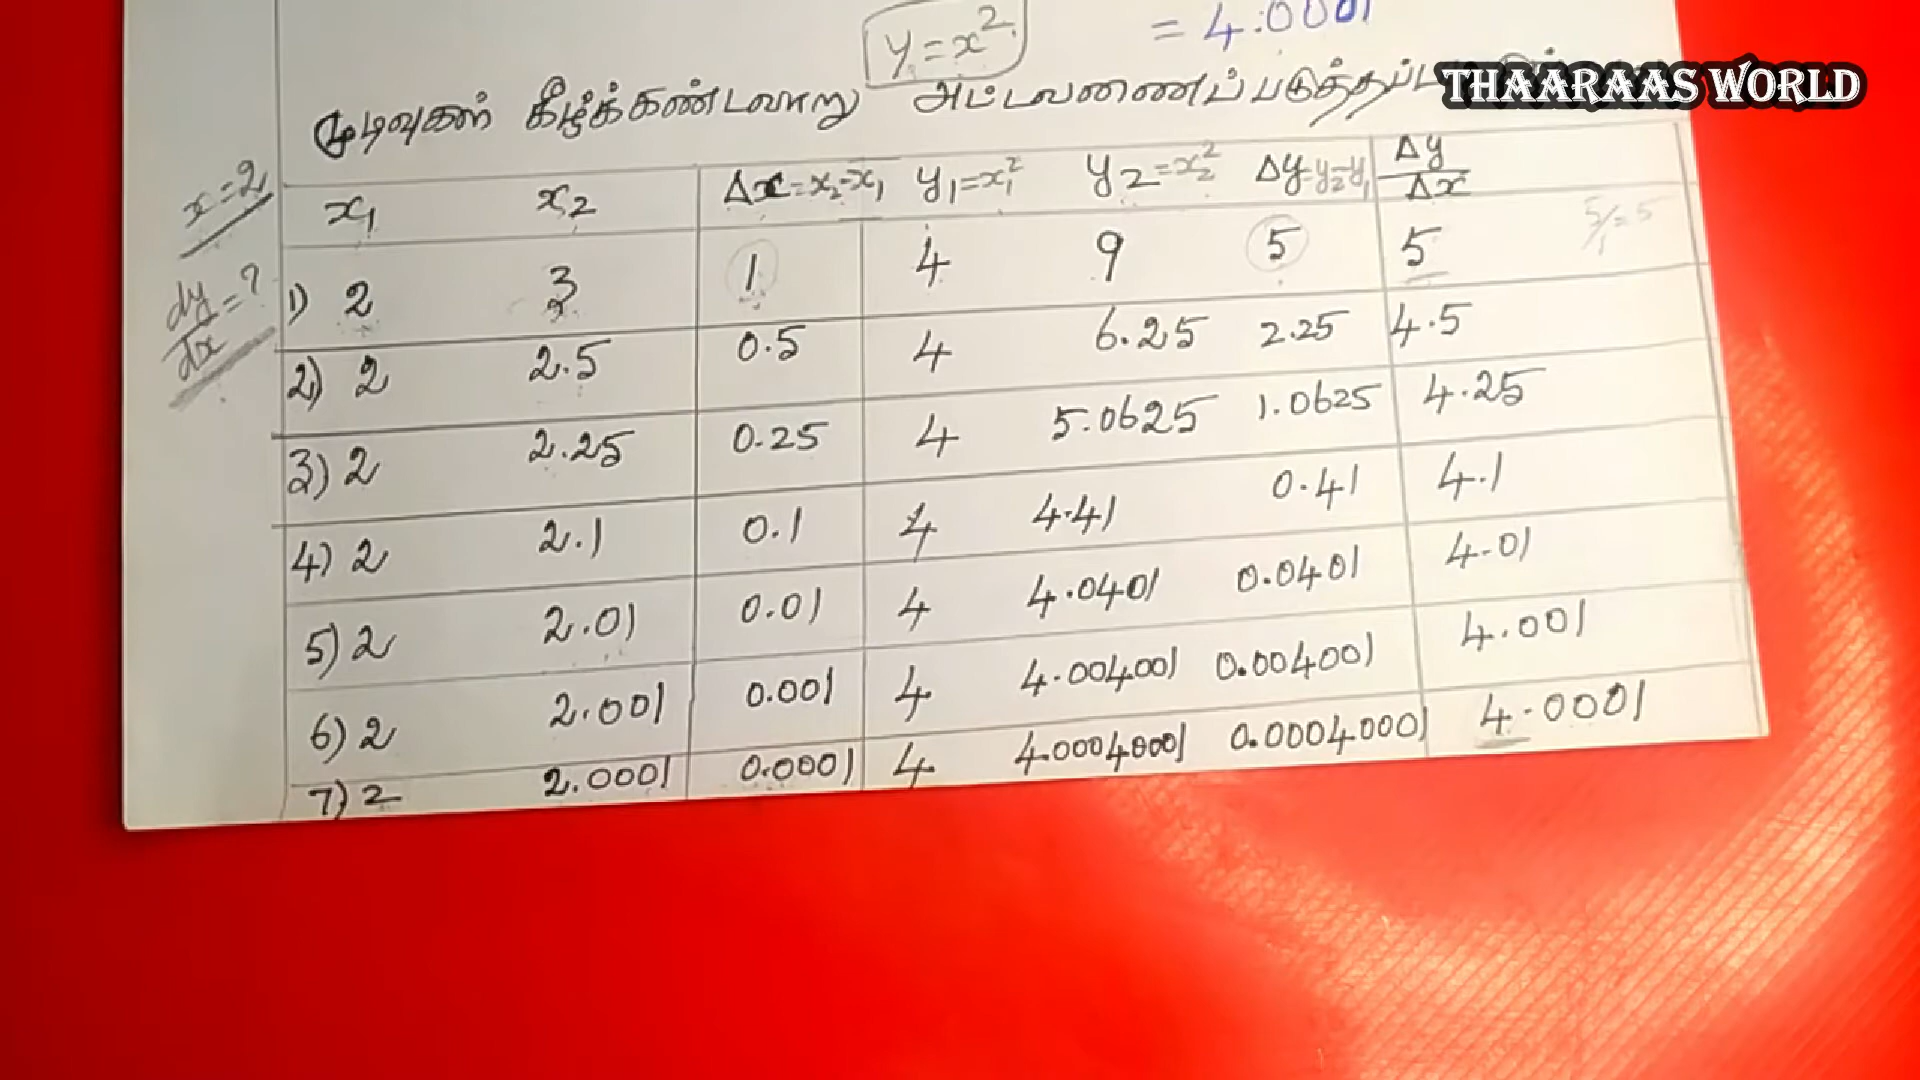 y = x²
= 4.0001
THAARAAS WORLD
முடிவுகள் கீழ்க்கண்டவாறு அட்டவணைப்படுத்தப்ப
x = 2
dy/dx = ?
x₁ x₂ Δx = x₂-x₁ y₁ = x₁² y₂ = x₂² Δy = y₂-y₁ Δy/Δx
1) 2 3 1 4 9 5 5 5/1 = 5
2) 2 2.5 0.5 4 6.25 2.25 4.5
3) 2 2.25 0.25 4 5.0625 1.0625 4.25
4) 2 2.1 0.1 4 4.41 0.41 4.1
5) 2 2.01 0.01 4 4.0401 0.0401 4.01
6) 2 2.001 0.001 4 4.004001 0.004001 4.001
7) 2 2.0001 0.0001 4 4.00040001 0.00040001 4.0001